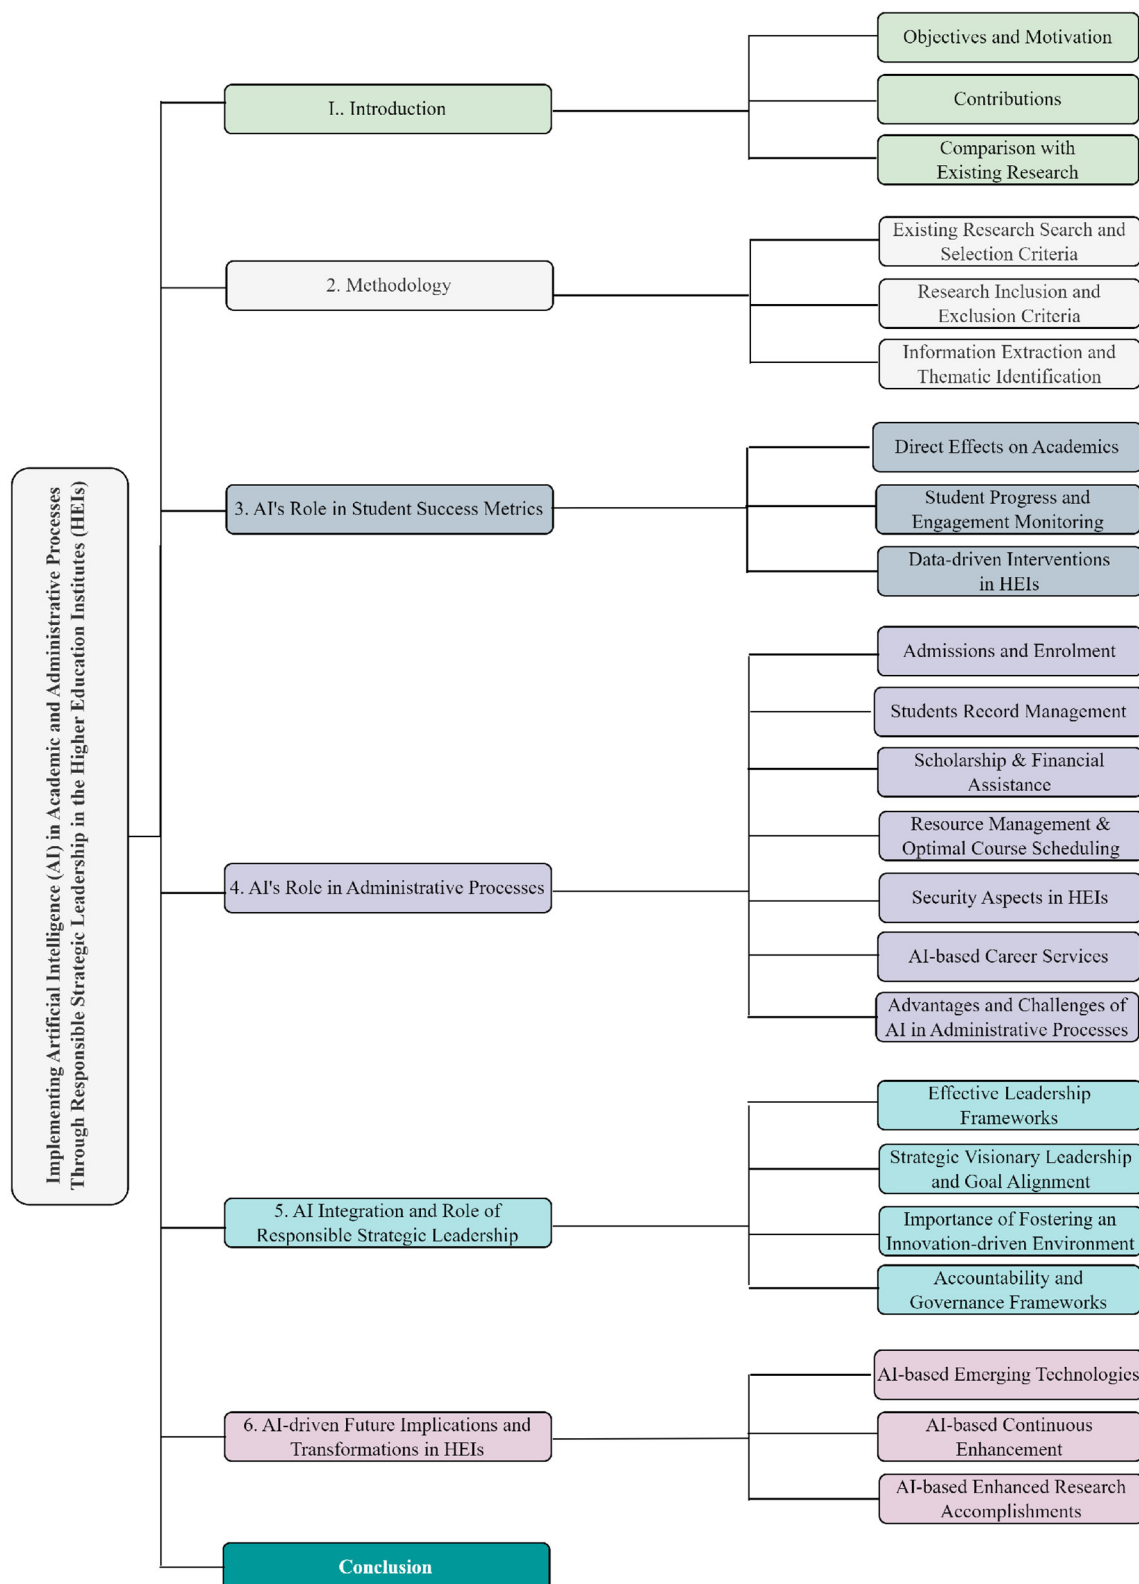 Implementing Artificial Intelligence (AI) in Academic and Administrative Processes
Through Responsible Strategic Leadership in the Higher Education Institutes (HEIs)
I.. Introduction
Objectives and Motivation
Contributions
Comparison with
Existing Research
2. Methodology
Existing Research Search and
Selection Criteria
Research Inclusion and
Exclusion Criteria
Information Extraction and
Thematic Identification
3. AI's Role in Student Success Metrics
Direct Effects on Academics
Student Progress and
Engagement Monitoring
Data-driven Interventions
in HEIs
4. AI's Role in Administrative Processes
Admissions and Enrolment
Students Record Management
Scholarship & Financial
Assistance
Resource Management &
Optimal Course Scheduling
Security Aspects in HEIs
AI-based Career Services
Advantages and Challenges of
AI in Administrative Processes
5. AI Integration and Role of
Responsible Strategic Leadership
Effective Leadership
Frameworks
Strategic Visionary Leadership
and Goal Alignment
Importance of Fostering an
Innovation-driven Environment
Accountability and
Governance Frameworks
6. AI-driven Future Implications and
Transformations in HEIs
AI-based Emerging Technologies
AI-based Continuous
Enhancement
AI-based Enhanced Research
Accomplishments
Conclusion